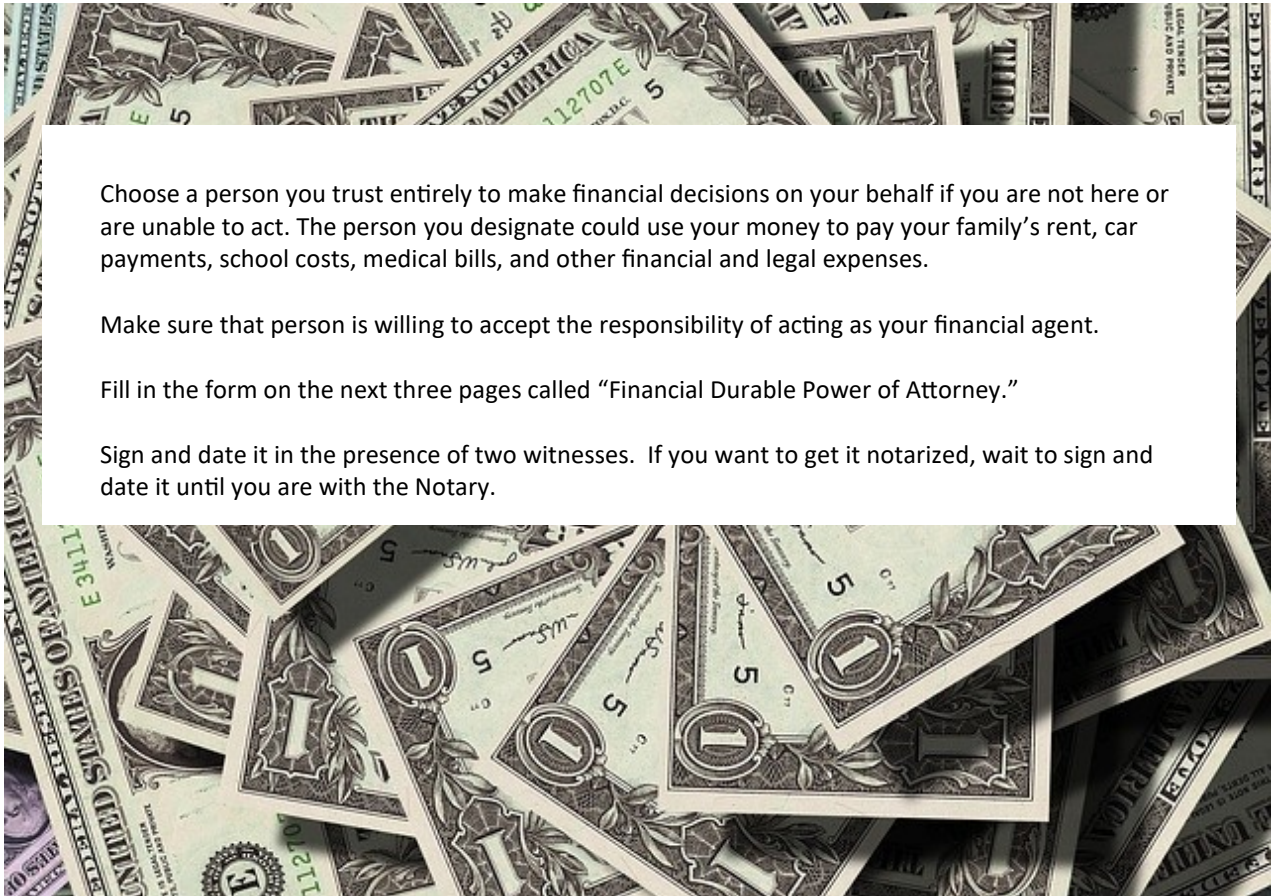 Choose a person you trust entirely to make financial decisions on your behalf if you are not here or
are unable to act. The person you designate could use your money to pay your family’s rent, car
payments, school costs, medical bills, and other financial and legal expenses.
Make sure that person is willing to accept the responsibility of acting as your financial agent.
Fill in the form on the next three pages called “Financial Durable Power of Attorney.”
Sign and date it in the presence of two witnesses.  If you want to get it notarized, wait to sign and
date it until you are with the Notary.